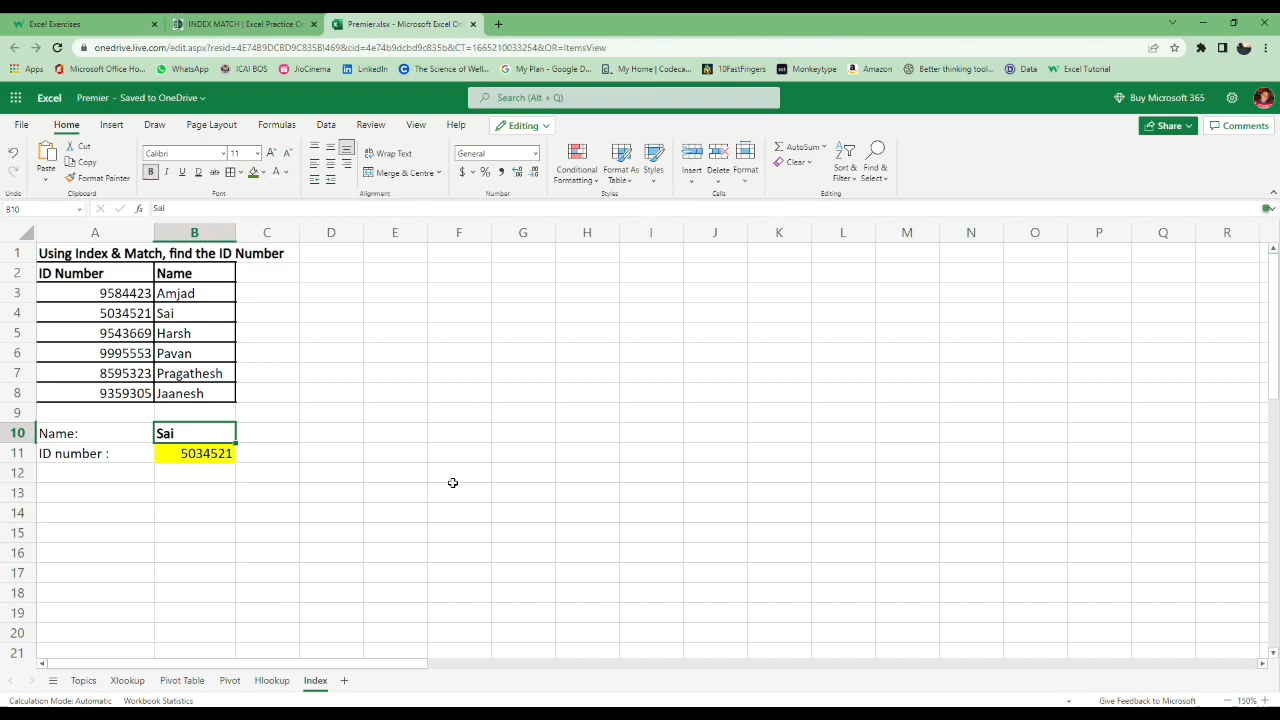 Excel Exercises
INDEX MATCH | Excel Practice Or
Premier.xlsx - Microsoft Excel On
onedrive.live.com/edit.aspx?resid=4E74B9DCBD9C835B!469&cid=4e74b9dcbd9c835b&CT=1665210033254&OR=ItemsView
Apps
Microsoft Office Ho...
WhatsApp
ICAI BOS
JioCinema
LinkedIn
The Science of Well...
My Plan - Google D...
My Home | Codeca...
10FastFingers
Monkeytype
Amazon
Better thinking tool...
Data
Excel Tutorial
Excel
Premier - Saved to OneDrive
Search (Alt + Q)
Buy Microsoft 365
File
Home
Insert
Draw
Page Layout
Formulas
Data
Review
View
Help
Editing
Share
Comments
Undo
Paste
Cut
Copy
Format Painter
Clipboard
Calibri
11
Font
Wrap Text
Merge & Centre
Alignment
General
Number
Conditional Formatting
Format As Table
Styles
Styles
Insert
Delete
Format
Cells
AutoSum
Clear
Sort & Filter
Find & Select
Editing
B10
fx
Sai
A B C D E F G H I J K L M N O P Q R
1 Using Index & Match, find the ID Number
2 ID Number Name
3 9584423 Amjad
4 5034521 Sai
5 9543669 Harsh
6 9995553 Pavan
7 8595323 Pragathesh
8 9359305 Jaanesh
9
10 Name: Sai
11 ID number : 5034521
12
13
14
15
16
17
18
19
20
21
Topics
Xlookup
Pivot Table
Pivot
Hlookup
Index
Calculation Mode: Automatic
Workbook Statistics
Give Feedback to Microsoft
150%